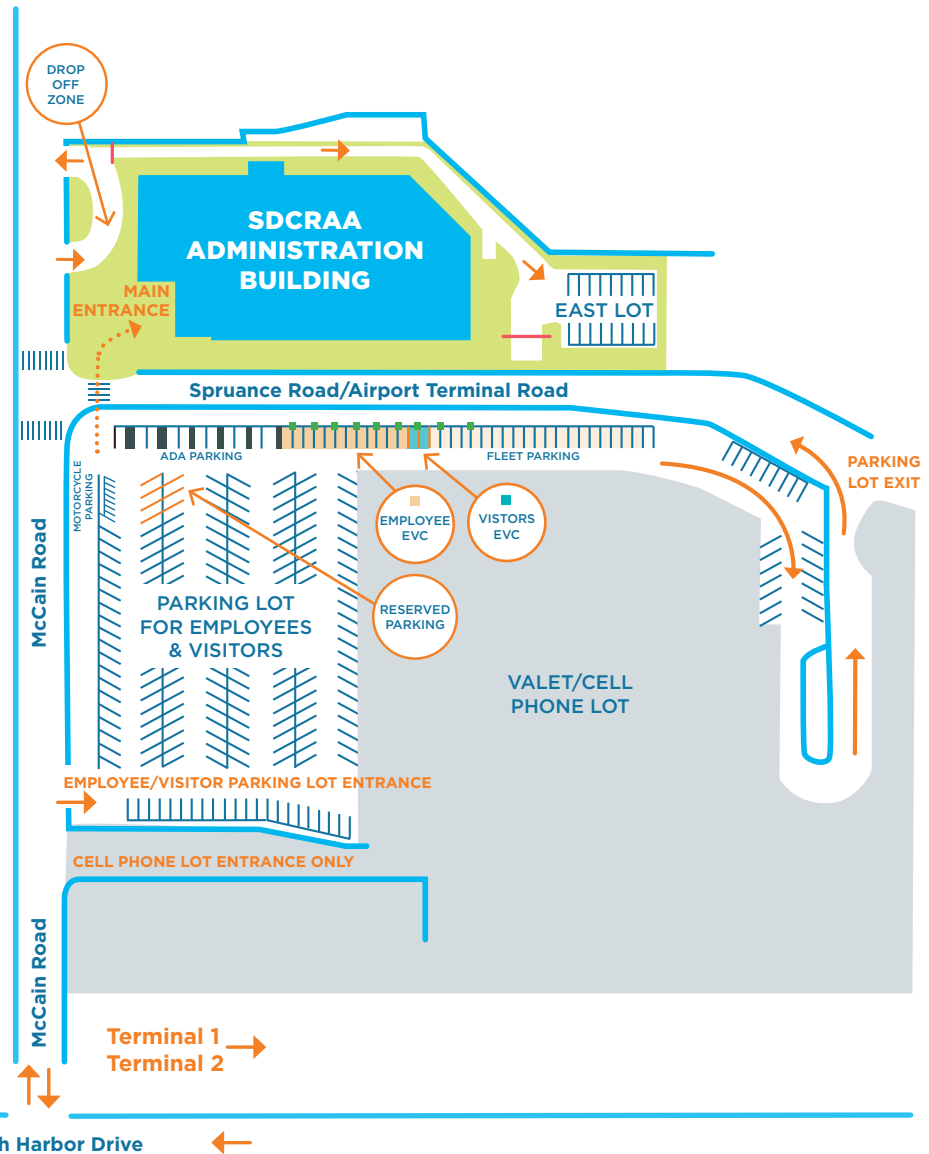 DROP
OFF
ZONE
SDCRAA
ADMINISTRATION
BUILDING
MAIN
ENTRANCE
EAST LOT
Spruance Road/Airport Terminal Road
ADA PARKING
FLEET PARKING
MOTORCYCLE
PARKING
PARKING
LOT EXIT
EMPLOYEE
EVC
VISTORS
EVC
McCain Road
PARKING LOT
FOR EMPLOYEES
& VISITORS
RESERVED
PARKING
VALET/CELL
PHONE LOT
EMPLOYEE/VISITOR PARKING LOT ENTRANCE
CELL PHONE LOT ENTRANCE ONLY
McCain Road
Terminal 1
Terminal 2
h Harbor Drive